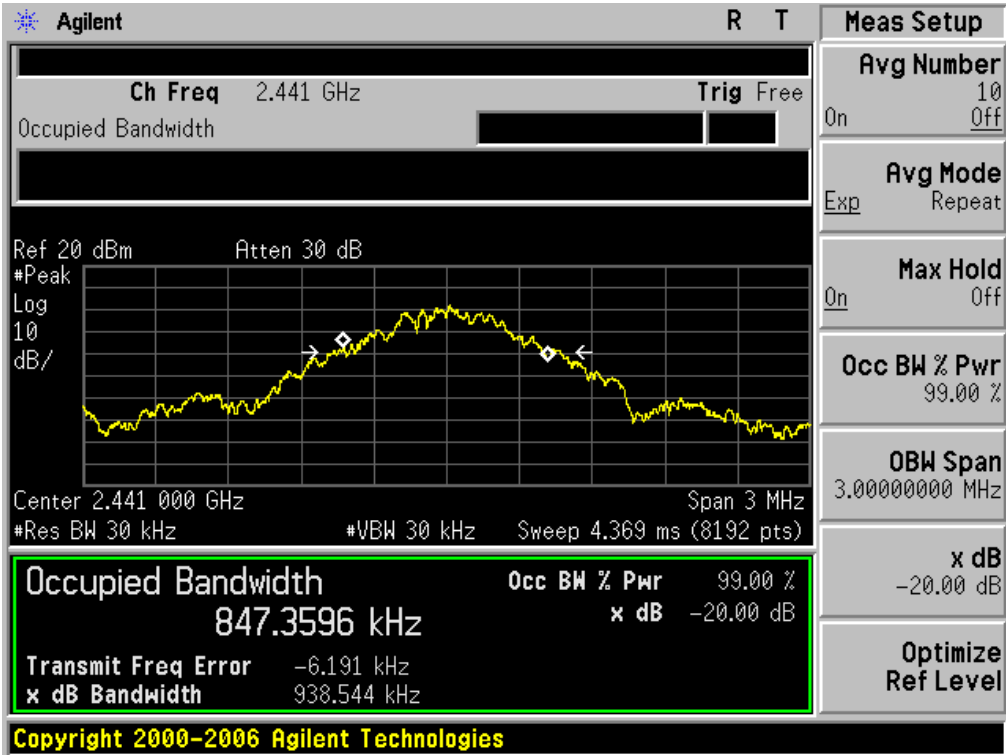 Agilent R T
Ch Freq 2.441 GHz Trig Free
Occupied Bandwidth
Ref 20 dBm Atten 30 dB
#Peak
Log
10
dB/
Center 2.441 000 GHz Span 3 MHz
#Res BW 30 kHz #VBW 30 kHz Sweep 4.369 ms (8192 pts)
Occupied Bandwidth Occ BW % Pwr 99.00 %
847.3596 kHz x dB -20.00 dB
Transmit Freq Error -6.191 kHz
x dB Bandwidth 938.544 kHz
Copyright 2000-2006 Agilent Technologies
Meas Setup
Avg Number
10
On Off
Avg Mode
Exp Repeat
Max Hold
On Off
Occ BW % Pwr
99.00 %
OBW Span
3.00000000 MHz
x dB
-20.00 dB
Optimize
Ref Level